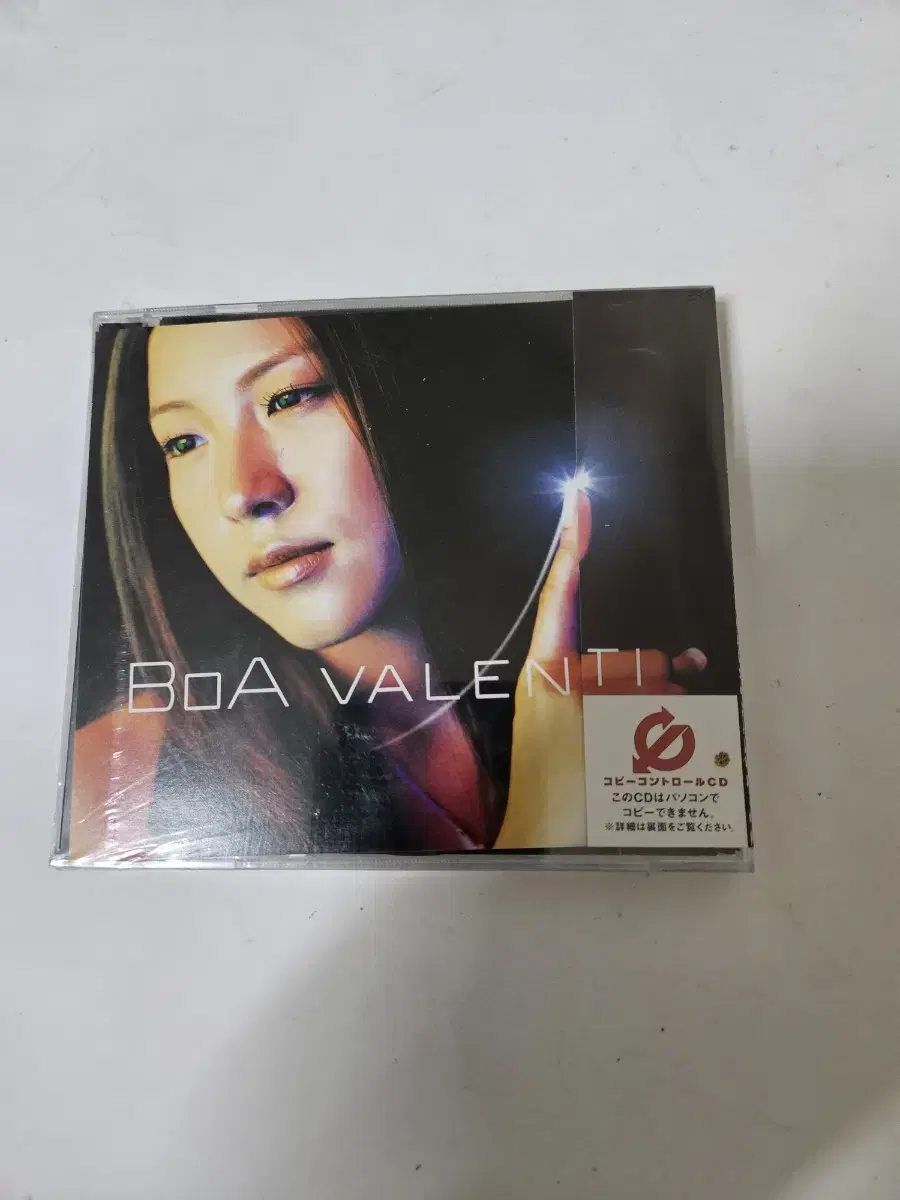 BoA VALENTI
コピーコントロールCD
このCDはパソコンで
コピーできません。
※詳細は裏面をご覧ください。